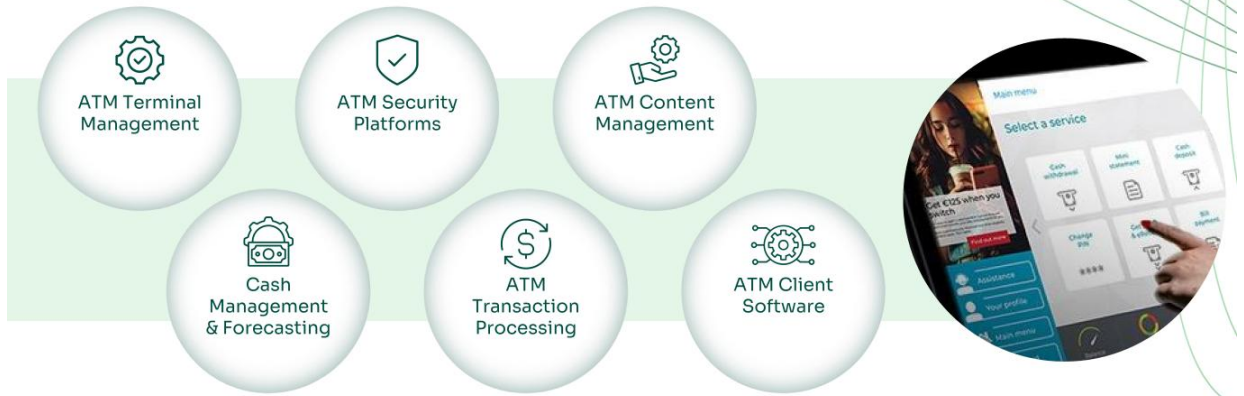 ATM Terminal
Management
ATM Security
Platforms
ATM Content
Management
Cash
Management
& Forecasting
ATM
Transaction
Processing
ATM Client
Software
Main menu
Select a service
Cash
withdrawal
Mini
statement
Cash
deposit
Change
PIN
Get
&
Bill
payment
Get €125 when you
switch
Find out more
Assistance
Your profile
Main menu
Balance